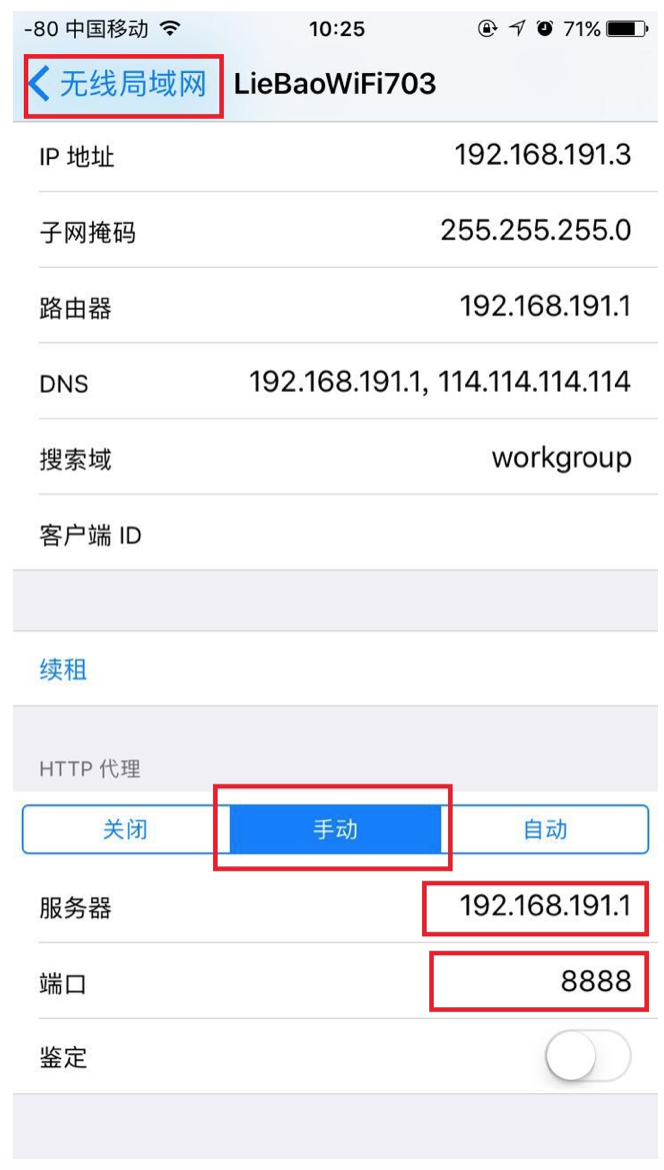 -80 中国移动 10:25 71%
无线局域网 LieBaoWiFi703
IP 地址 192.168.191.3
子网掩码 255.255.255.0
路由器 192.168.191.1
DNS 192.168.191.1, 114.114.114.114
搜索域 workgroup
客户端 ID
续租
HTTP 代理
关闭 手动 自动
服务器 192.168.191.1
端口 8888
鉴定